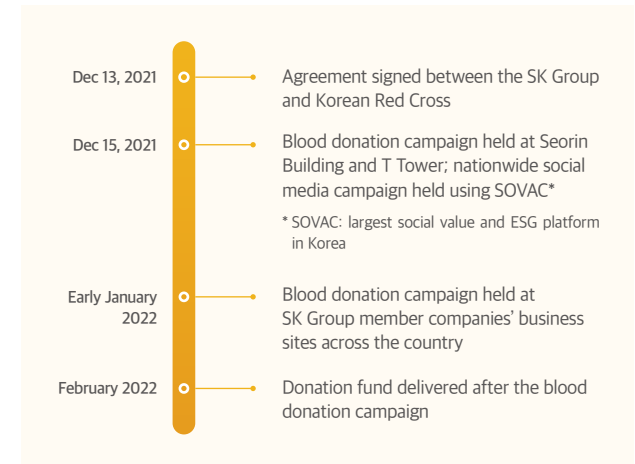 Dec 13, 2021
Agreement signed between the SK Group
and Korean Red Cross
Dec 15, 2021
Blood donation campaign held at Seorin
Building and T Tower; nationwide social
media campaign held using SOVAC*
* SOVAC: largest social value and ESG platform
in Korea
Early January
2022
Blood donation campaign held at
SK Group member companies’ business
sites across the country
February 2022
Donation fund delivered after the blood
donation campaign